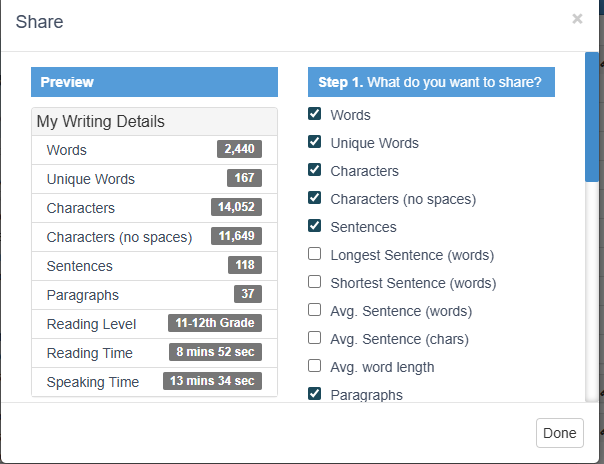 Share
×
Preview
My Writing Details
Words 2,440
Unique Words 167
Characters 14,052
Characters (no spaces) 11,649
Sentences 118
Paragraphs 37
Reading Level 11-12th Grade
Reading Time 8 mins 52 sec
Speaking Time 13 mins 34 sec
Step 1. What do you want to share?
Words
Unique Words
Characters
Characters (no spaces)
Sentences
Longest Sentence (words)
Shortest Sentence (words)
Avg. Sentence (words)
Avg. Sentence (chars)
Avg. word length
Paragraphs
Done